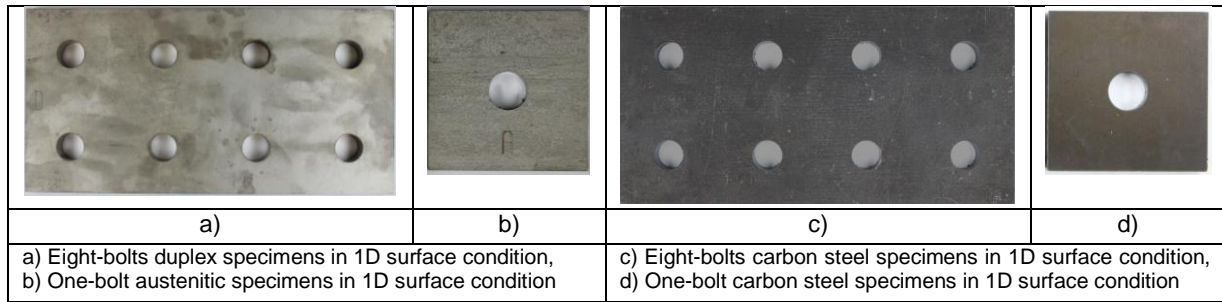 A
a)
b)
c)
d)
a) Eight-bolts duplex specimens in 1D surface condition,
b) One-bolt austenitic specimens in 1D surface condition
c) Eight-bolts carbon steel specimens in 1D surface condition,
d) One-bolt carbon steel specimens in 1D surface condition